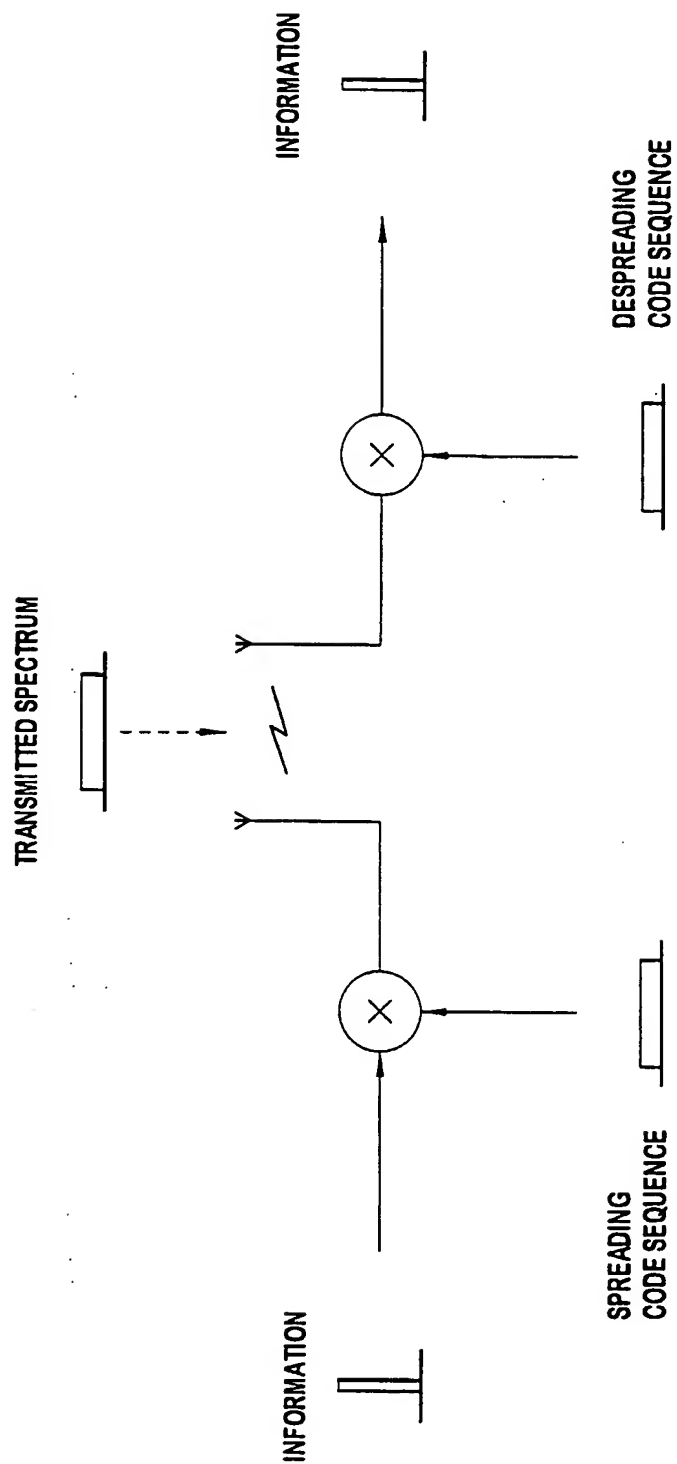 TRANSMITTED SPECTRUM
INFORMATION
INFORMATION
SPREADING
CODE SEQUENCE
DESPREADING
CODE SEQUENCE